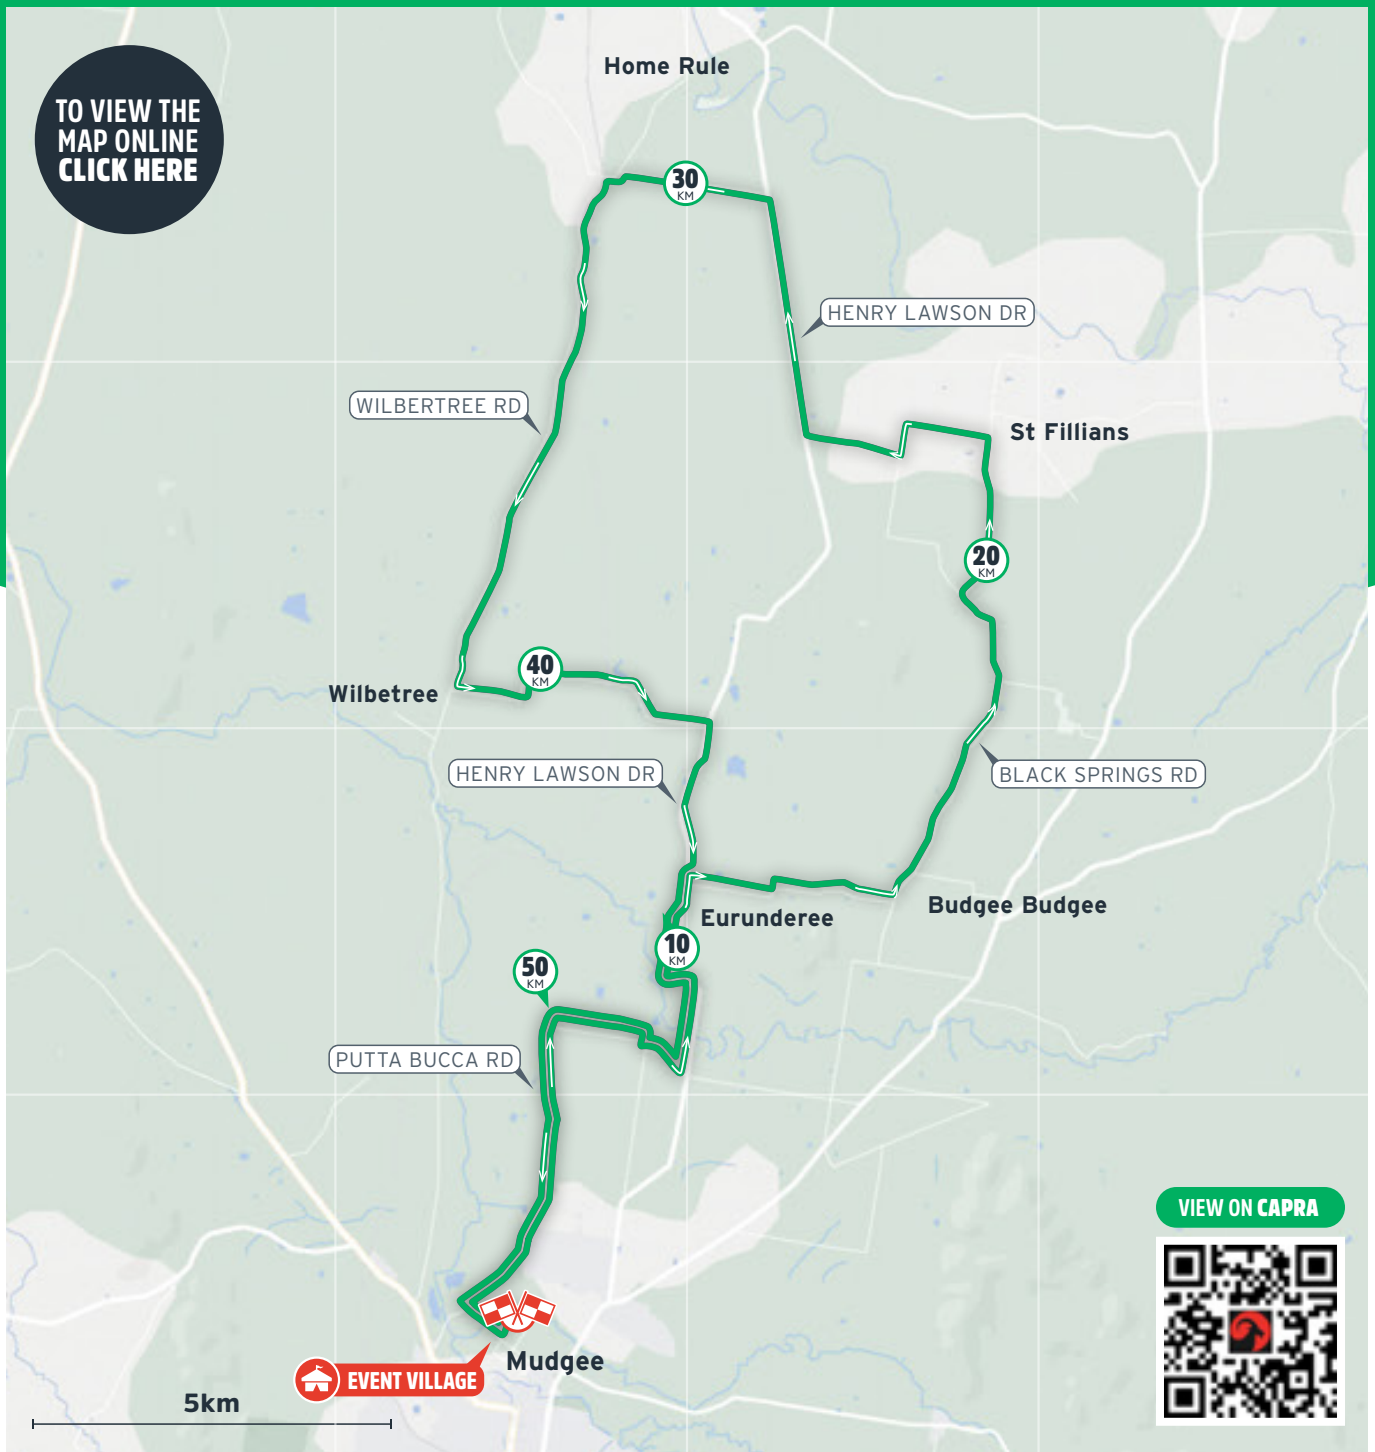 Home Rule
TO VIEW THE
MAP ONLINE
CLICK HERE
30
KM
HENRY LAWSON DR
WILBERTREE RD
St Fillians
20
KM
40
KM
Wilbetree
HENRY LAWSON DR
BLACK SPRINGS RD
Budgee Budgee
Eurunderee
10
KM
50
KM
PUTTA BUCCA RD
VIEW ON CAPRA
Mudgee
EVENT VILLAGE
5km